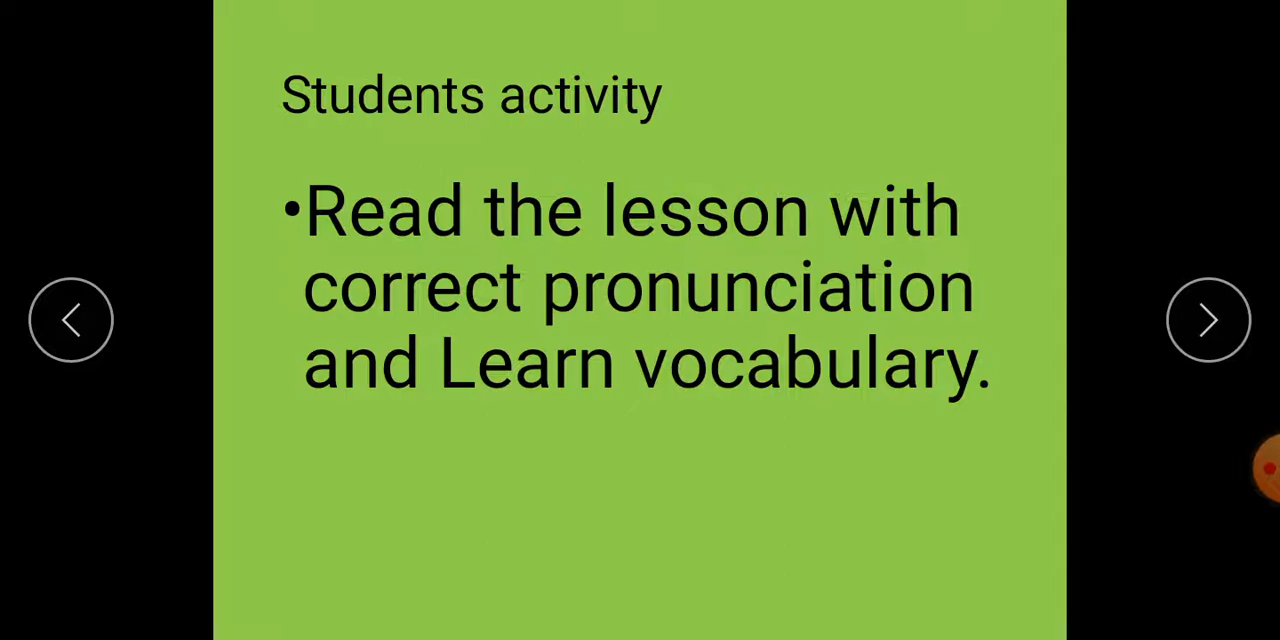 Students activity
•Read the lesson with
correct pronunciation
and Learn vocabulary.